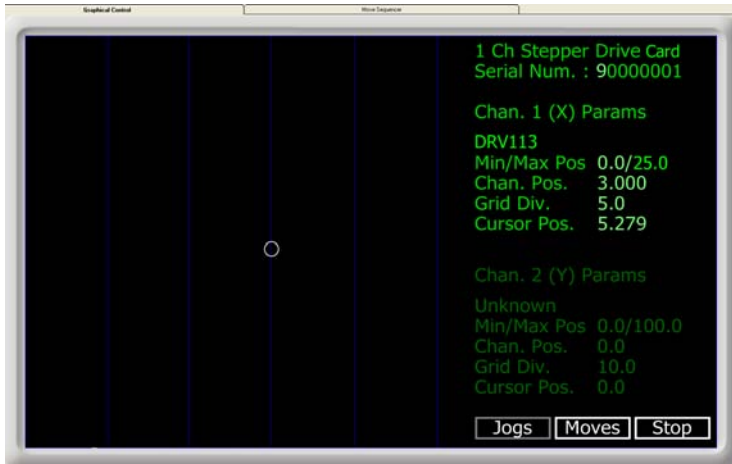 Graphical Control
Move Sequencer
1 Ch Stepper Drive Card
Serial Num. : 90000001
Chan. 1 (X) Params
DRV113
Min/Max Pos 0.0/25.0
Chan. Pos. 3.000
Grid Div. 5.0
Cursor Pos. 5.279
Chan. 2 (Y) Params
Unknown
Min/Max Pos 0.0/100.0
Chan. Pos. 0.0
Grid Div. 10.0
Cursor Pos. 0.0
Jogs Moves Stop